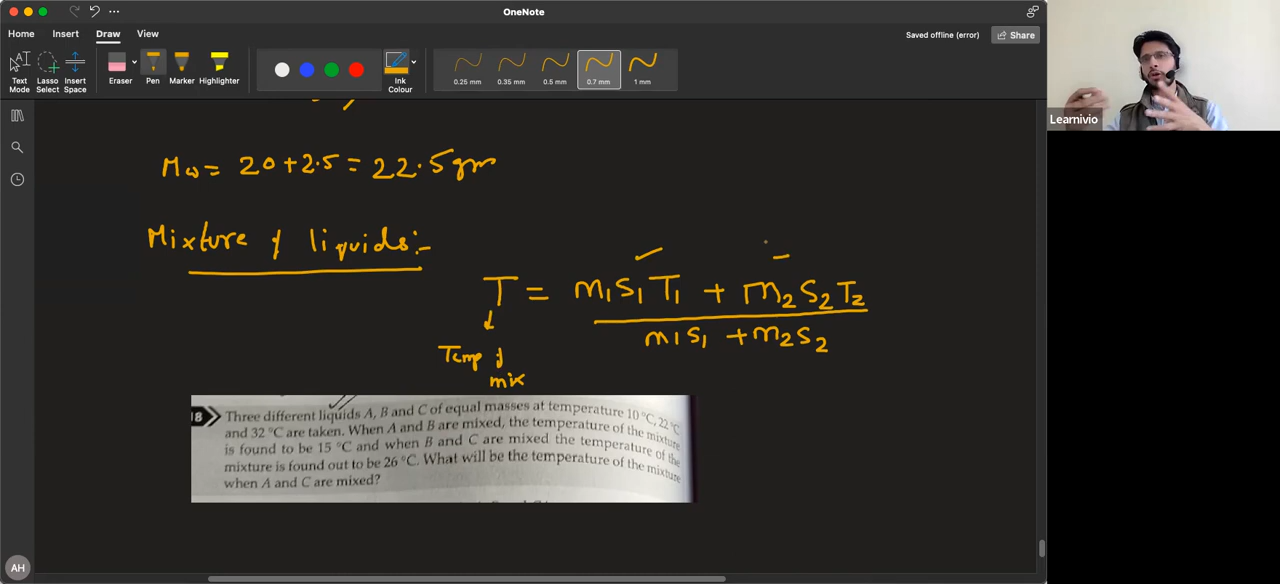 OneNote
Home Insert Draw View
Saved offline (error)
Share
Text Mode
Lasso Select
Insert Space
Eraser
Pen
Marker
Highlighter
Ink Colour
0.25 mm
0.35 mm
0.5 mm
0.7 mm
1 mm
Learnivio
Mω = 20 + 2.5 = 22.5 gm
Mixture of liquids:-
T = m1S1T1 + m2S2T2
m1S1 + m2S2
Temp of
mix
18 Three different liquids A, B and C of equal masses at temperature 10 °C, 22 °C
and 32 °C are taken. When A and B are mixed, the temperature of the mixture
is found to be 15 °C and when B and C are mixed the temperature of the
mixture is found out to be 26 °C. What will be the temperature of the mixture
when A and C are mixed?
AH